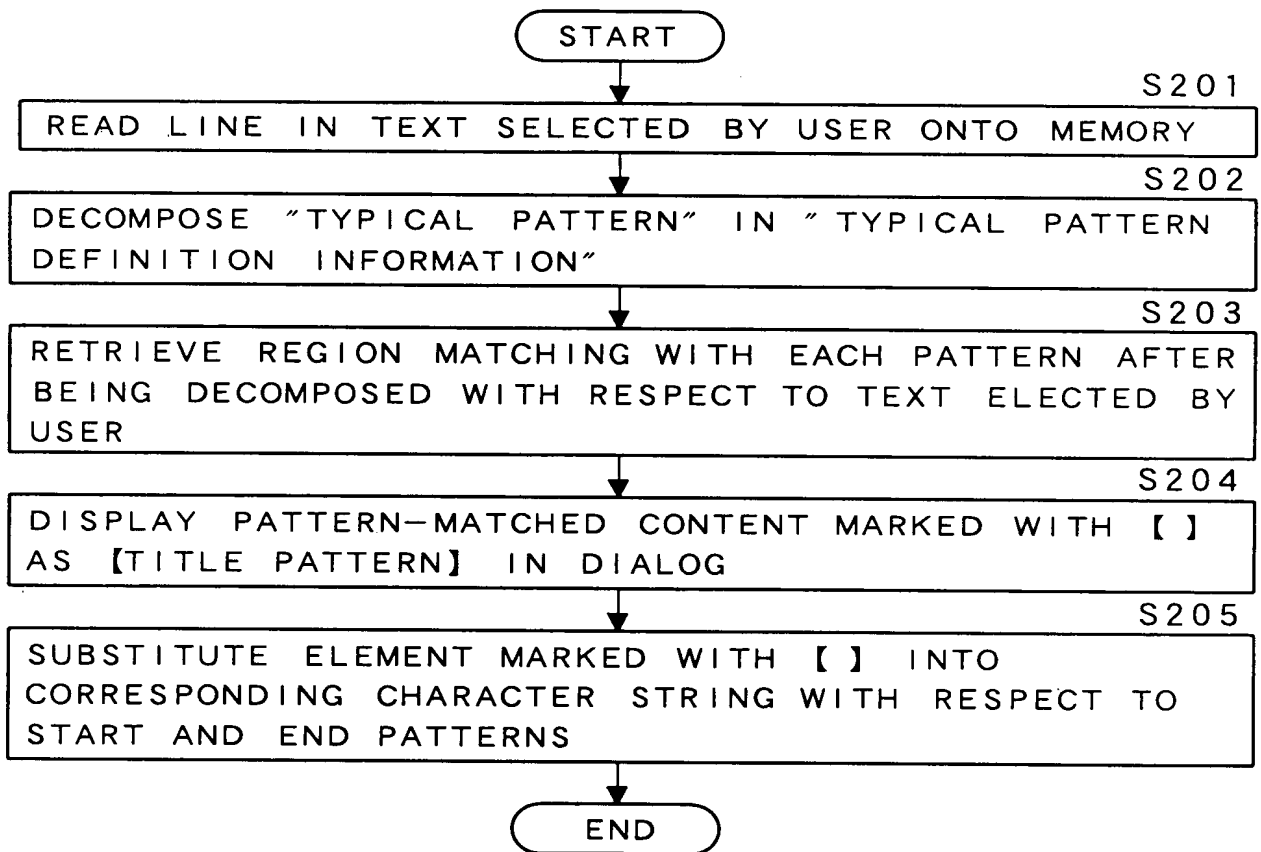 START
S201
READ LINE IN TEXT SELECTED BY USER ONTO MEMORY
S202
DECOMPOSE "TYPICAL PATTERN" IN "TYPICAL PATTERN
DEFINITION INFORMATION"
S203
RETRIEVE REGION MATCHING WITH EACH PATTERN AFTER
BEING DECOMPOSED WITH RESPECT TO TEXT ELECTED BY
USER
S204
DISPLAY PATTERN-MATCHED CONTENT MARKED WITH 【 】
AS 【TITLE PATTERN】 IN DIALOG
S205
SUBSTITUTE ELEMENT MARKED WITH 【 】 INTO
CORRESPONDING CHARACTER STRING WITH RESPECT TO
START AND END PATTERNS
END